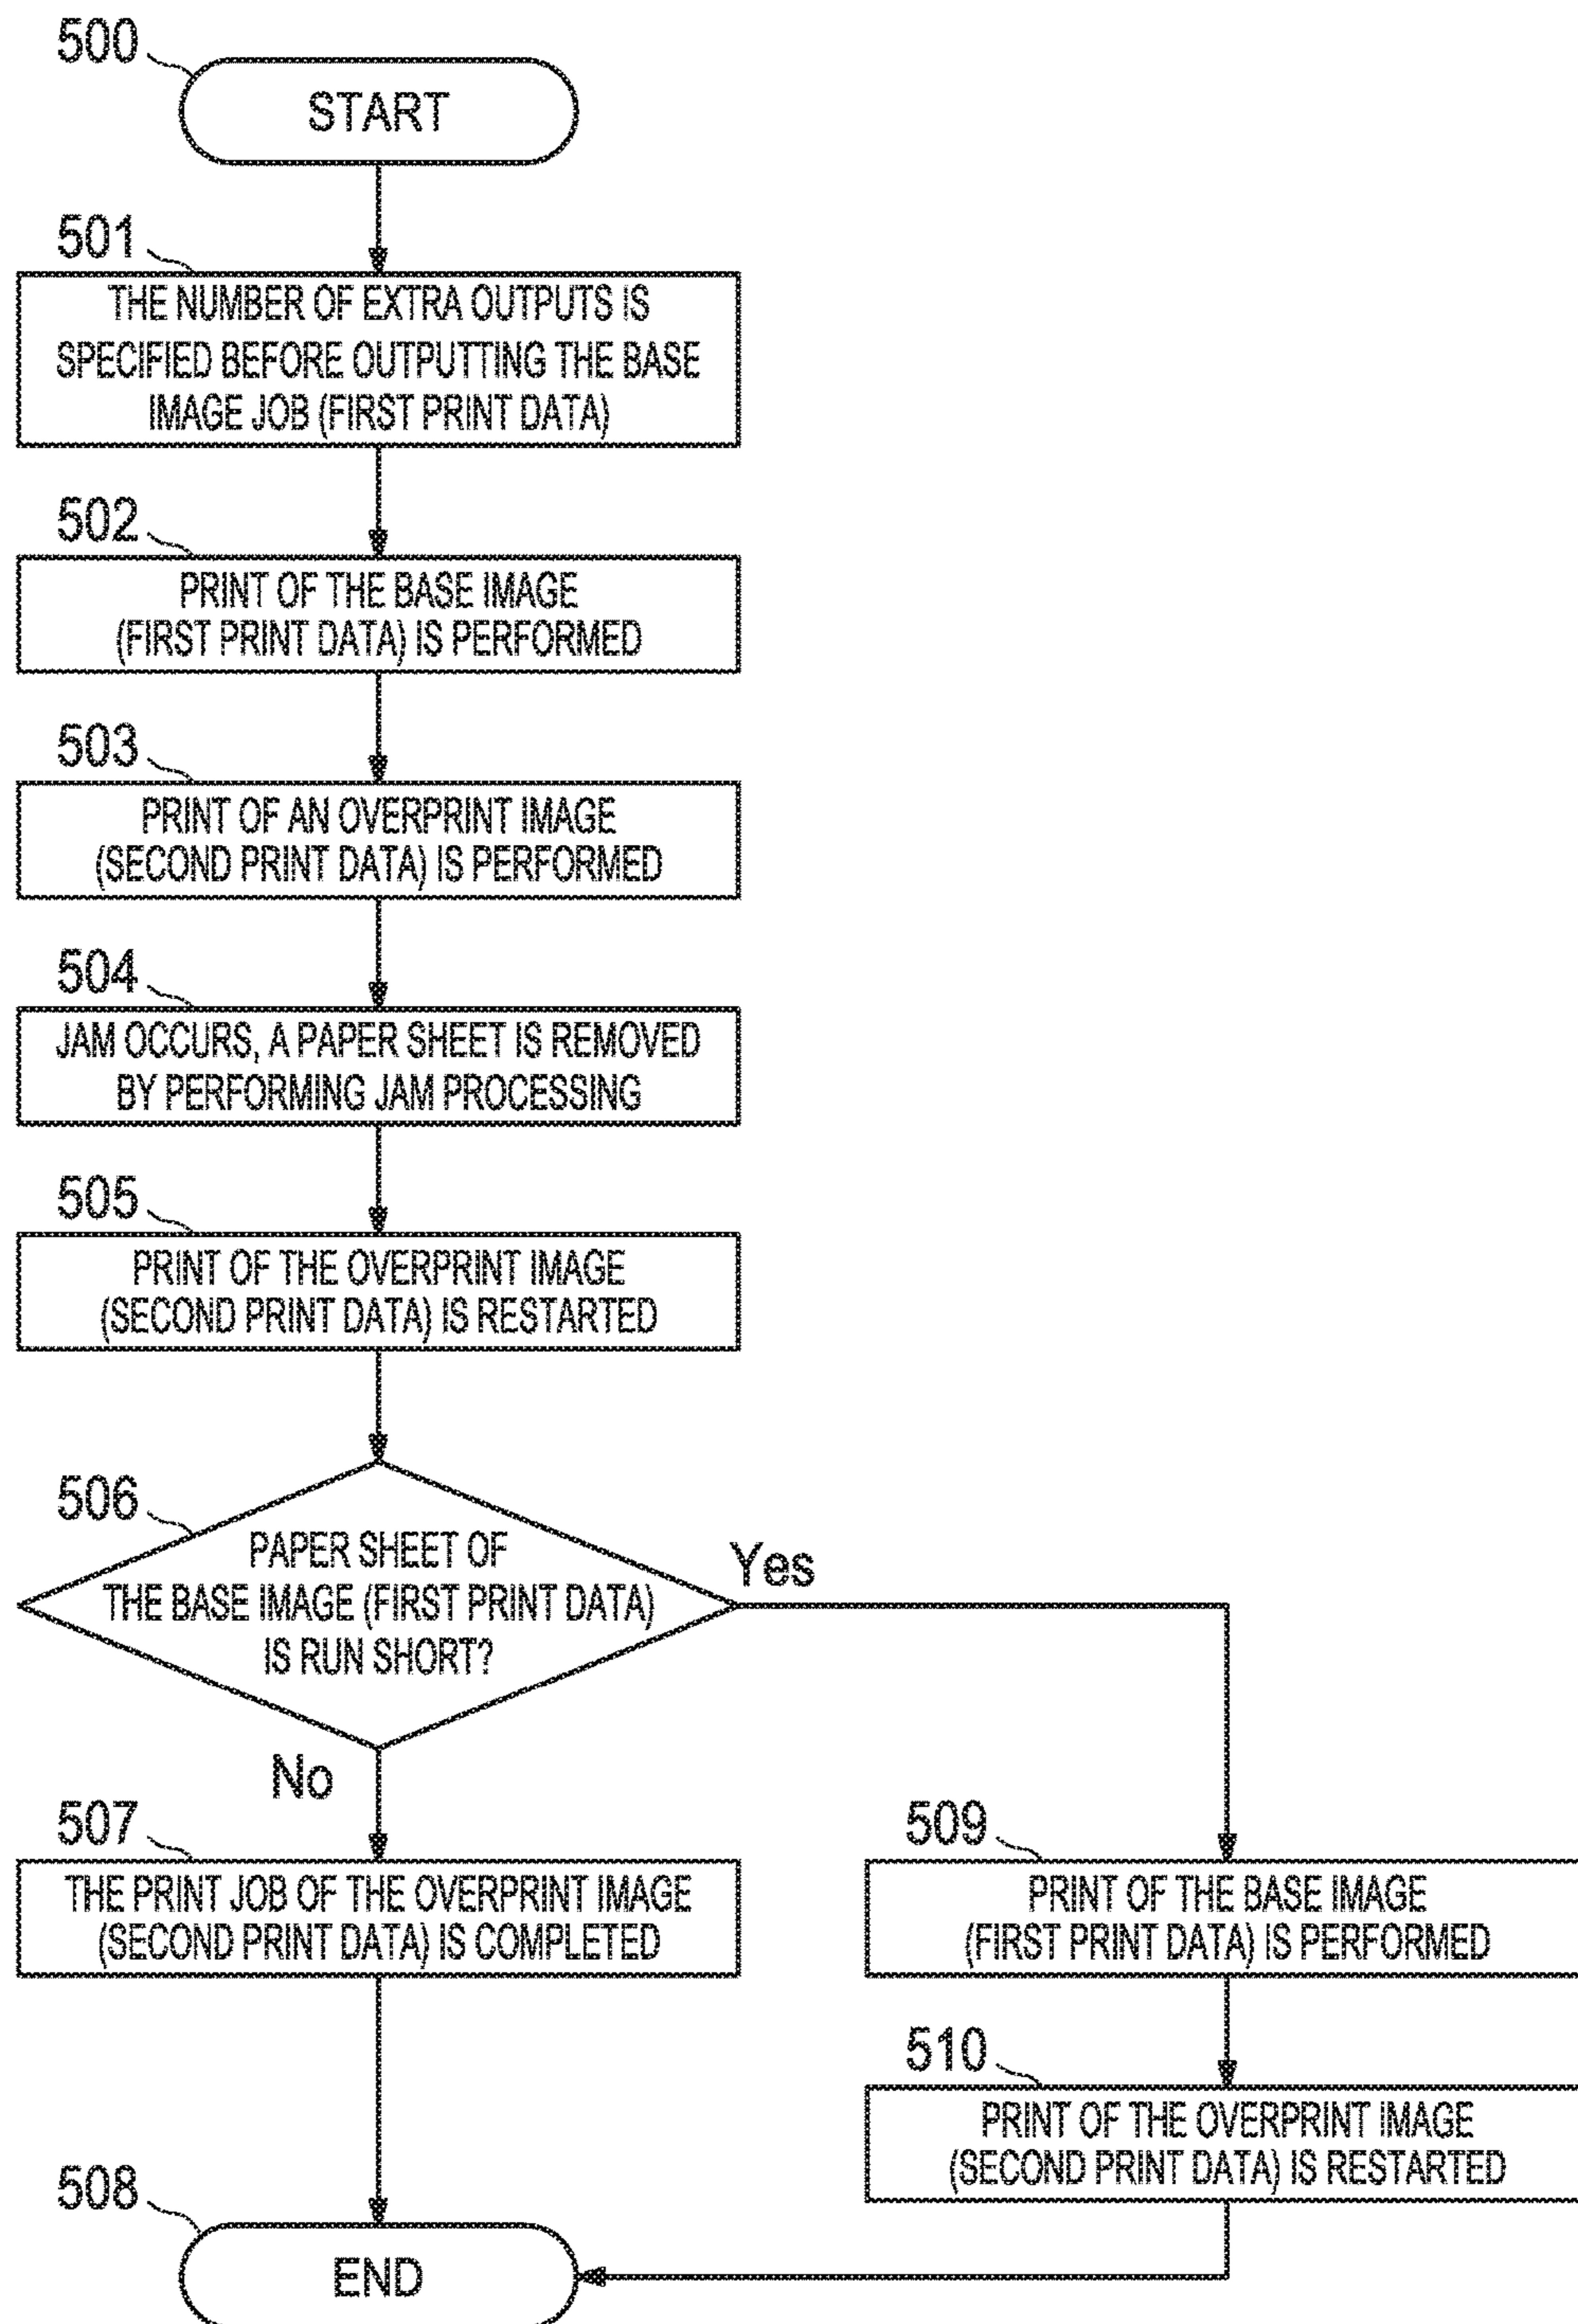 500
START
501
THE NUMBER OF EXTRA OUTPUTS IS
SPECIFIED BEFORE OUTPUTTING THE BASE
IMAGE JOB (FIRST PRINT DATA)
502
PRINT OF THE BASE IMAGE
(FIRST PRINT DATA) IS PERFORMED
503
PRINT OF AN OVERPRINT IMAGE
(SECOND PRINT DATA) IS PERFORMED
504
JAM OCCURS, A PAPER SHEET IS REMOVED
BY PERFORMING JAM PROCESSING
505
PRINT OF THE OVERPRINT IMAGE
(SECOND PRINT DATA) IS RESTARTED
506
PAPER SHEET OF
THE BASE IMAGE (FIRST PRINT DATA)
IS RUN SHORT?
Yes
No
507
THE PRINT JOB OF THE OVERPRINT IMAGE
(SECOND PRINT DATA) IS COMPLETED
509
PRINT OF THE BASE IMAGE
(FIRST PRINT DATA) IS PERFORMED
510
PRINT OF THE OVERPRINT IMAGE
(SECOND PRINT DATA) IS RESTARTED
508
END